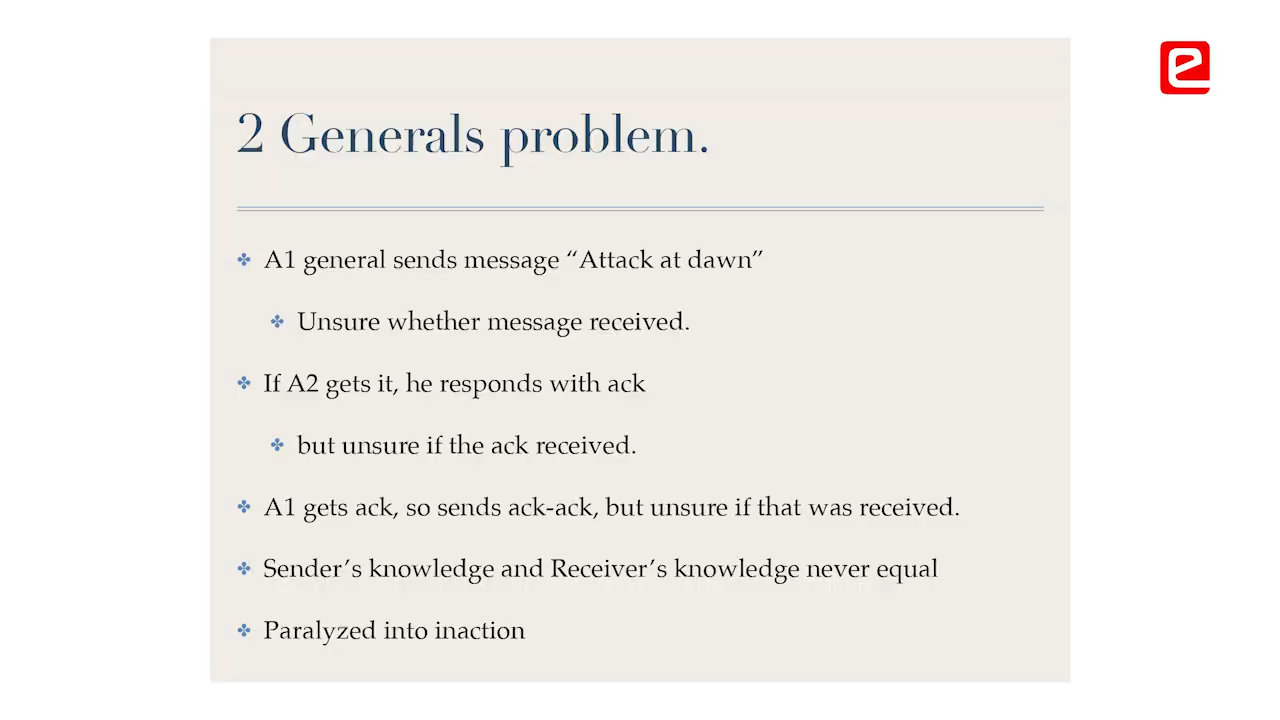 2 Generals problem.
A1 general sends message “Attack at dawn”
Unsure whether message received.
If A2 gets it, he responds with ack
but unsure if the ack received.
A1 gets ack, so sends ack-ack, but unsure if that was received.
Sender’s knowledge and Receiver’s knowledge never equal
Paralyzed into inaction